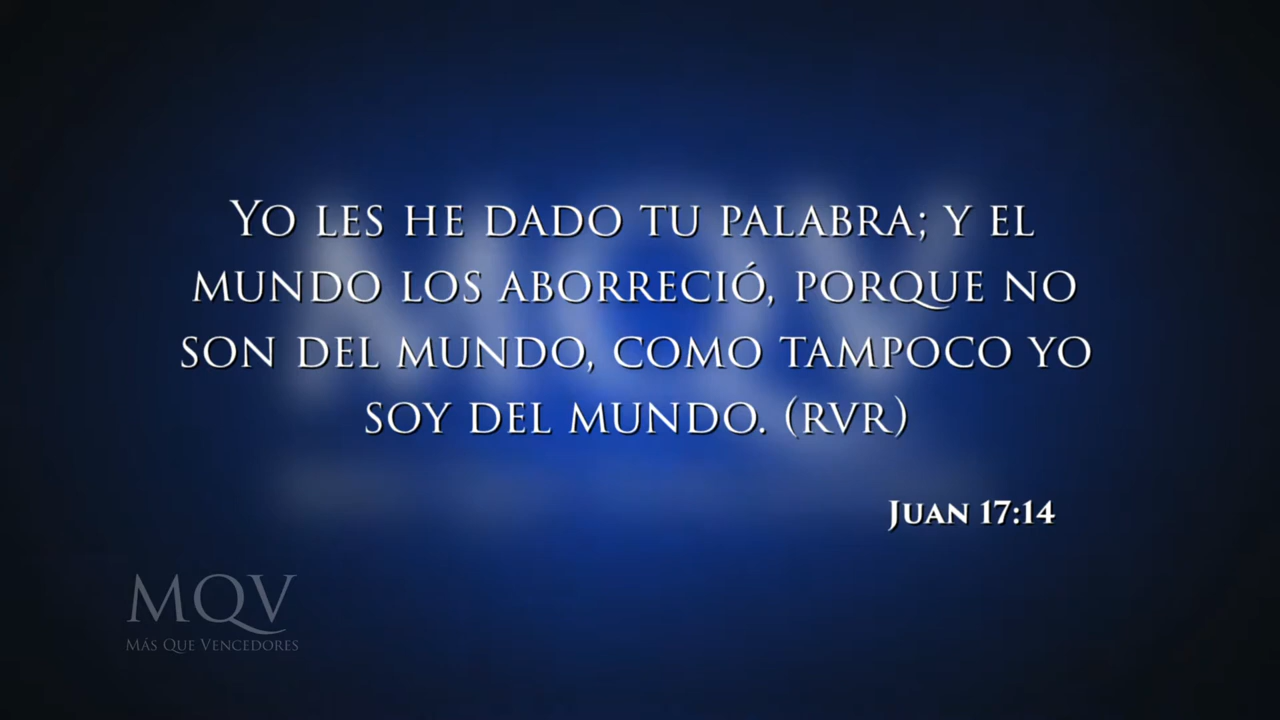 Yo les he dado tu palabra; y el
mundo los aborreció, porque no
son del mundo, como tampoco yo
soy del mundo. (RVR)
Juan 17:14
MQV
Más Que Vencedores